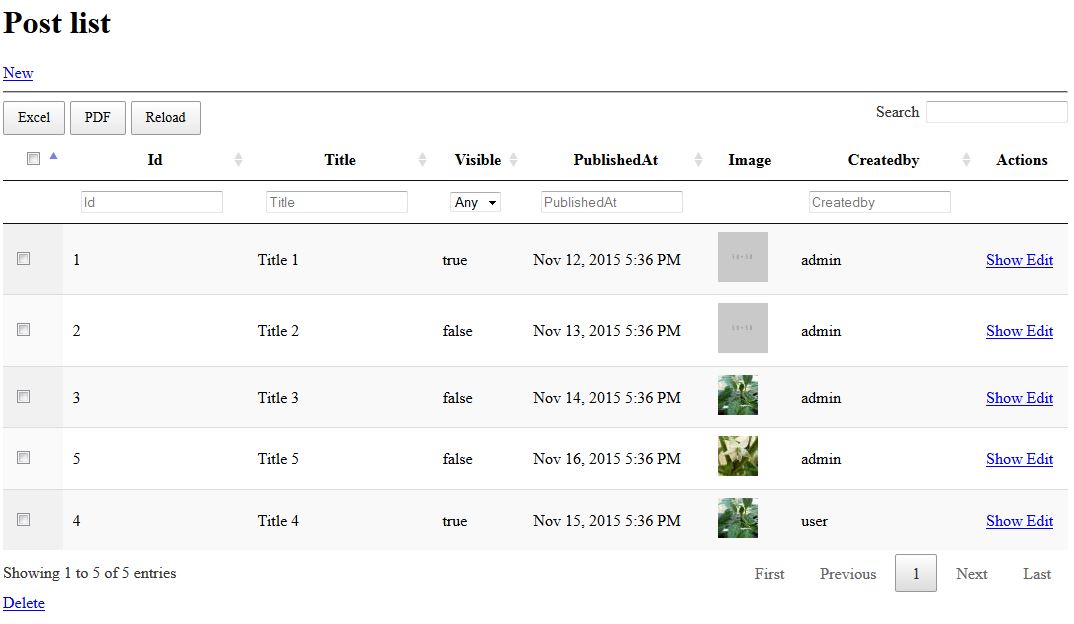 Post list
New
Excel PDF Reload Search
Id Title Visible PublishedAt Image Createdby Actions
Id Title Any PublishedAt Createdby
1 Title 1 true Nov 12, 2015 5:36 PM admin Show Edit
2 Title 2 false Nov 13, 2015 5:36 PM admin Show Edit
3 Title 3 false Nov 14, 2015 5:36 PM admin Show Edit
5 Title 5 false Nov 16, 2015 5:36 PM admin Show Edit
4 Title 4 true Nov 15, 2015 5:36 PM user Show Edit
Showing 1 to 5 of 5 entries First Previous 1 Next Last
Delete